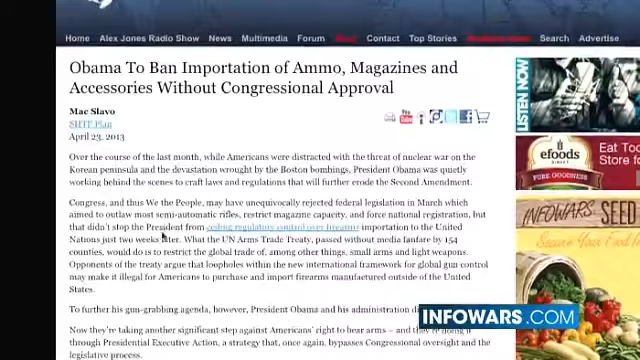 Home Alex Jones Radio Show News Multimedia Forum Contact Top Stories Search Advertise
Obama To Ban Importation of Ammo, Magazines and
Accessories Without Congressional Approval
Mac Slavo
SHTF Plan
April 23, 2013
Over the course of the last month, while Americans were distracted with the threat of nuclear war on the
Korean peninsula and the devastation wrought by the Boston bombings, President Obama was quietly
working behind the scenes to craft laws and regulations that will further erode the Second Amendment.
Congress, and thus We the People, may have unequivocally rejected federal legislation in March which
aimed to outlaw most semi-automatic rifles, restrict magazine capacity, and force national registration, but
that didn't stop the President from ceding regulatory control over firearms importation to the United
Nations just two weeks later. What the UN Arms Trade Treaty, passed without media fanfare by 154
counties, would do is to restrict the global trade of, among other things, small arms and light weapons.
Opponents of the treaty argue that loopholes within the new international framework for global gun control
may make it illegal for Americans to purchase and import firearms manufactured outside of the United
States.
To further his gun-grabbing agenda, however, President Obama and his administration di
Now they're taking another significant step against Americans' right to bear arms – and they're doing it
through Presidential Executive Action, a strategy that, once again, bypasses Congressional oversight and the
legislative process.
LISTEN NOW
efoods
DIRECT
PURE GOODNESS
Eat Too
Store
INFOWARS SEED
Secure Your Food
INFOWARS.COM